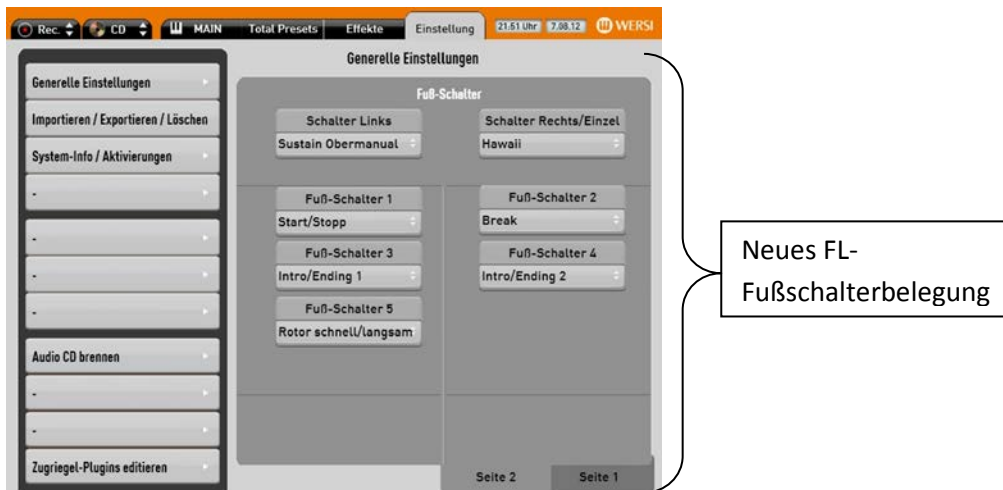 Rec. CD MAIN Total Presets Effekte Einstellung 21.51 Uhr 7.08.12 WERSI
Generelle Einstellungen
Importieren / Exportieren / Löschen
System-Info / Aktivierungen
-
-
-
-
Audio CD brennen
-
-
Zugriegel-Plugins editieren
Generelle Einstellungen
Fuß-Schalter
Schalter Links
Sustain Obermanual
Schalter Rechts/Einzel
Hawaii
Fuß-Schalter 1
Start/Stopp
Fuß-Schalter 2
Break
Fuß-Schalter 3
Intro/Ending 1
Fuß-Schalter 4
Intro/Ending 2
Fuß-Schalter 5
Rotor schnell/langsam
Seite 2 Seite 1
Neues FL-
Fußschalterbelegung